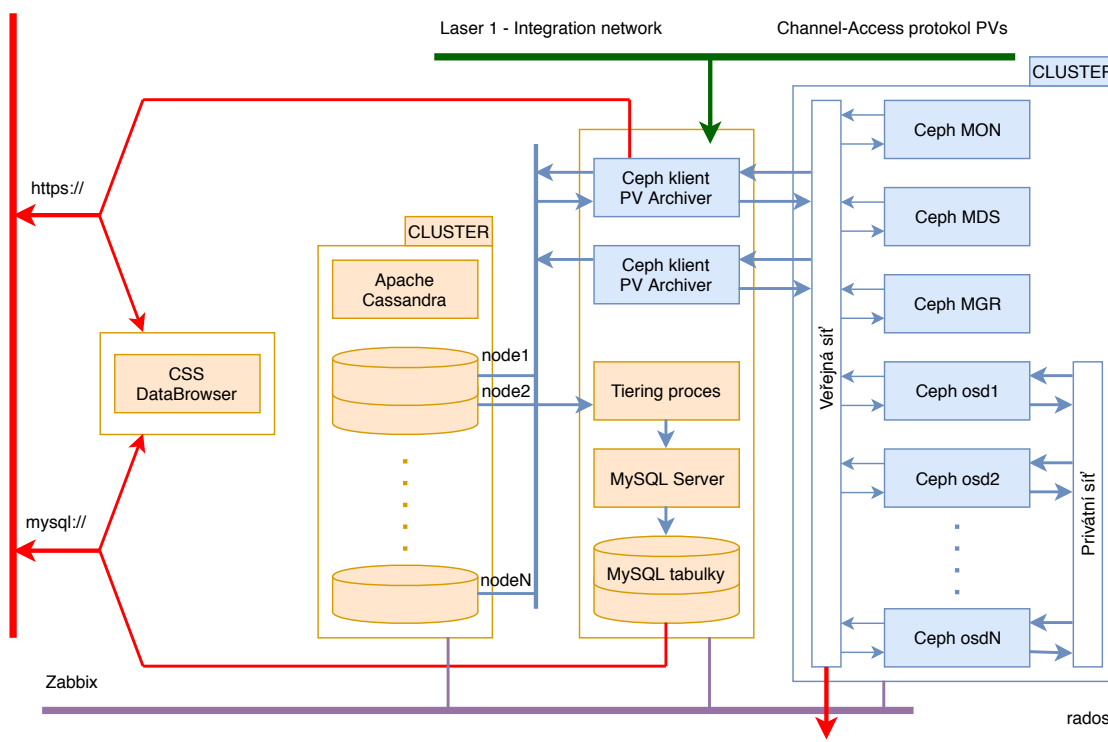 Laser 1 - Integration network
Channel-Access protokol PVs
CLUSTER
Ceph MON
https://
Ceph klient
PV Archiver
Ceph MDS
CLUSTER
Apache
Cassandra
Ceph klient
PV Archiver
Ceph MGR
Veřejná síť
CSS
DataBrowser
node1
node2
Tiering proces
Ceph osd1
MySQL Server
Ceph osd2
Privátní síť
mysql://
nodeN
MySQL tabulky
Ceph osdN
Zabbix
rados